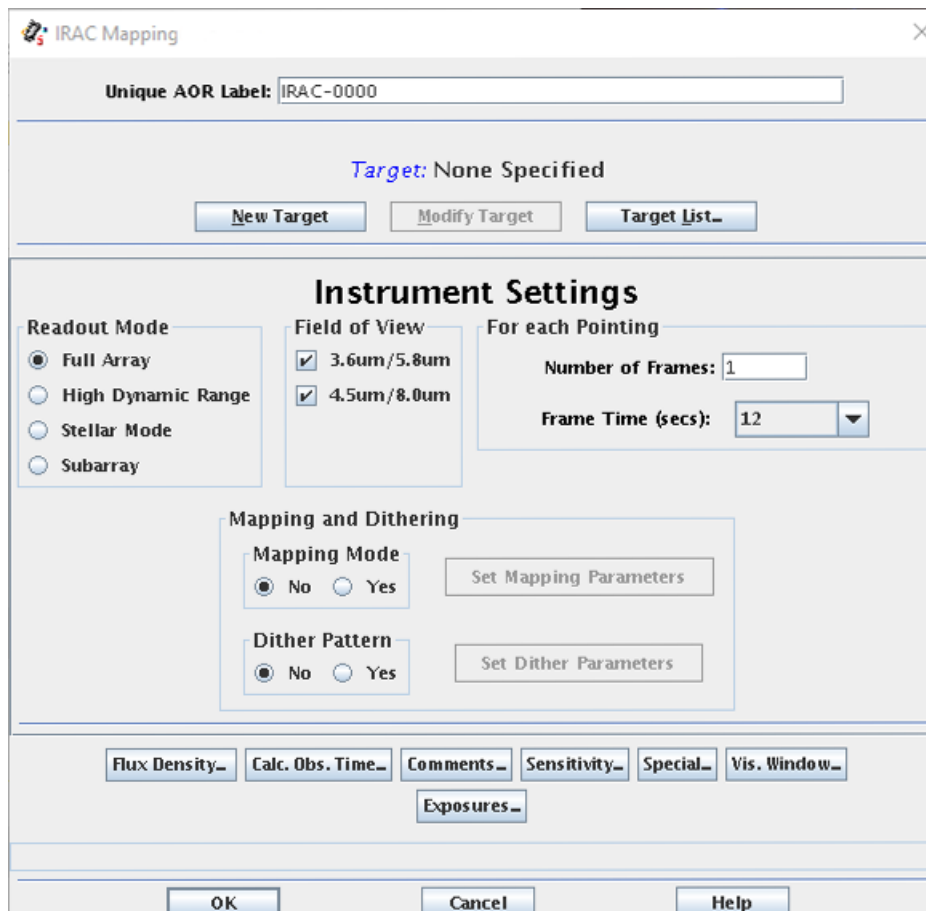 IRAC Mapping
Unique AOR Label: IRAC-0000
Target: None Specified
New Target Modify Target Target List...
Instrument Settings
Readout Mode Field of View For each Pointing
Full Array 3.6um/5.8um Number of Frames: 1
High Dynamic Range 4.5um/8.0um
Stellar Mode Frame Time (secs): 12
Subarray
Mapping and Dithering
Mapping Mode
No Yes Set Mapping Parameters
Dither Pattern
No Yes Set Dither Parameters
Flux Density... Calc. Obs. Time... Comments... Sensitivity... Special... Vis. Window...
Exposures...
OK Cancel Help